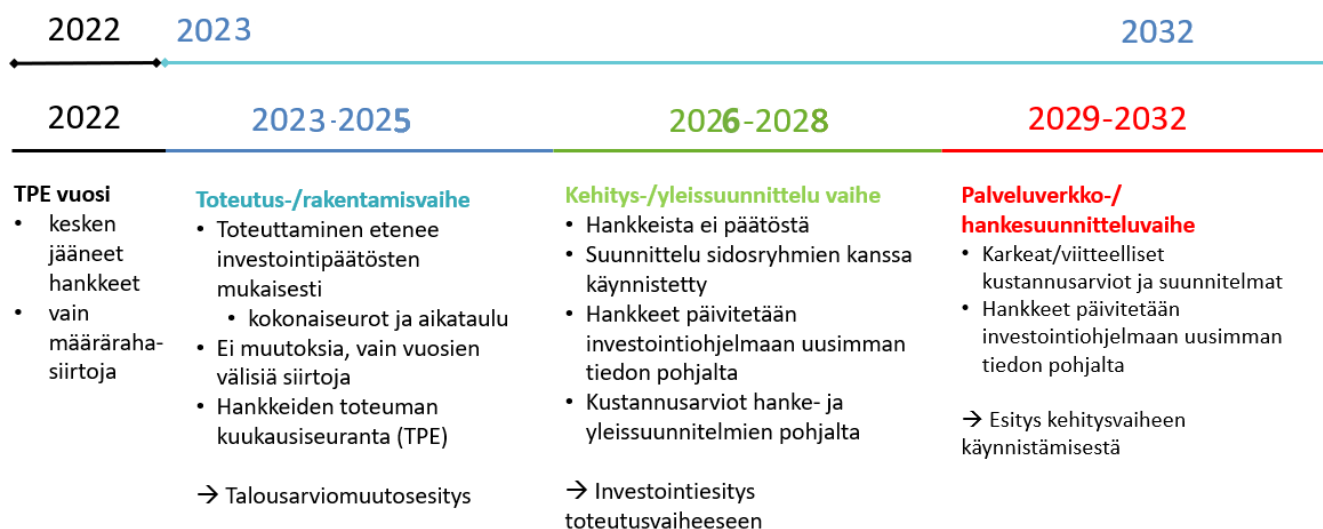 2022
2023
2032
2022
2023-2025
2026-2028
2029-2032
TPE vuosi
• kesken
jääneet
hankkeet
• vain
määräraha-
siirtoja
Toteutus-/rakentamisvaihe
• Toteuttaminen etenee
investointipäätösten
mukaisesti
• kokonaiseurot ja aikataulu
• Ei muutoksia, vain vuosien
välisiä siirtoja
• Hankkeiden toteuman
kuukausiseuranta (TPE)
→ Talousarviomuutosesitys
Kehitys-/yleissuunnittelu vaihe
• Hankkeista ei päätöstä
• Suunnittelu sidosryhmien kanssa
käynnistetty
• Hankkeet päivitetään
investointiohjelmaan uusimman
tiedon pohjalta
• Kustannusarviot hanke- ja
yleissuunnitelmien pohjalta
→ Investointiesitys
toteutusvaiheeseen
Palveluverkko-/
hankesuunnitteluvaihe
• Karkeat/viitteelliset
kustannusarviot ja suunnitelmat
• Hankkeet päivitetään
investointiohjelmaan uusimman
tiedon pohjalta
→ Esitys kehitysvaiheen
käynnistämisestä